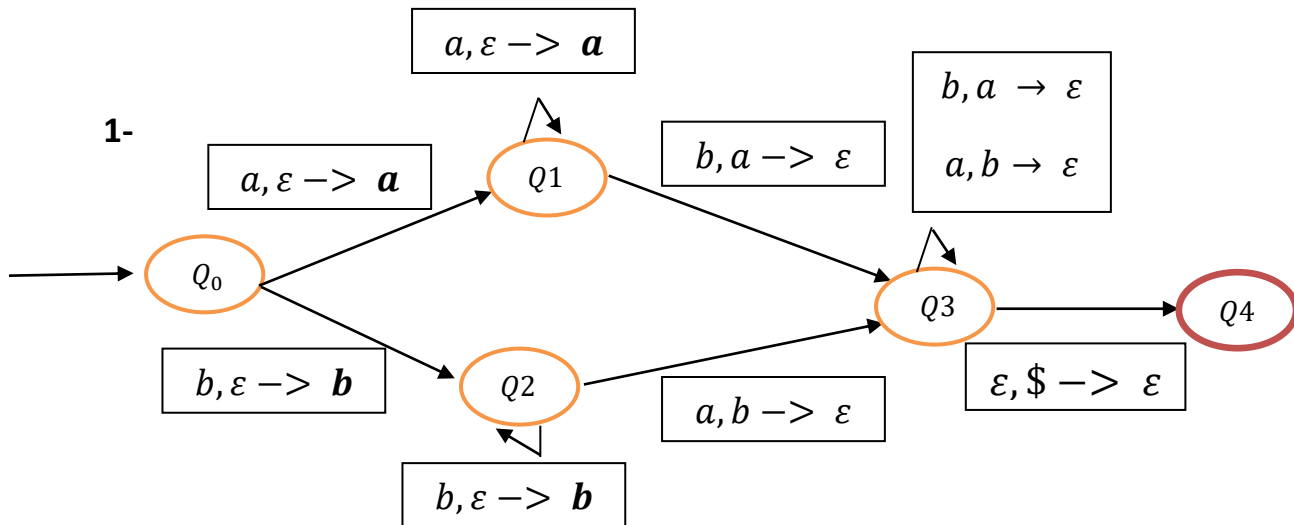 a, ε −> a
b, a → ε
a, b → ε
1-
b, a −> ε
a, ε −> a
Q1
Q₀
Q3
Q4
b, ε −> b
Q2
ε, $ −> ε
a, b −> ε
b, ε −> b